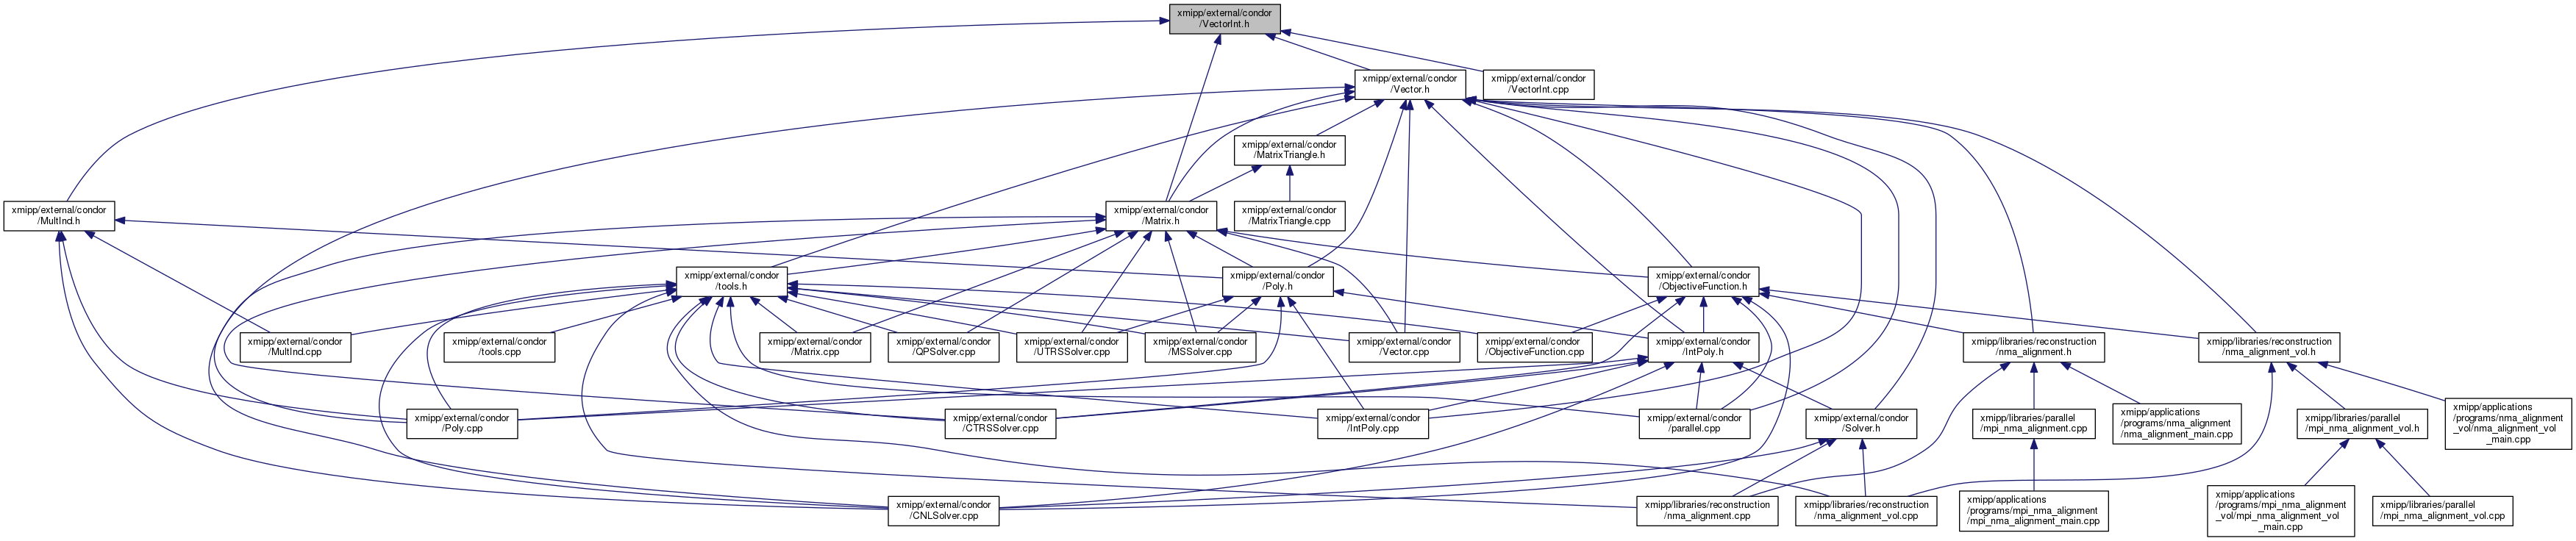 xmipp/external/condor
/VectorInt.h
xmipp/external/condor
/Vector.h
xmipp/external/condor
/VectorInt.cpp
xmipp/external/condor
/MatrixTriangle.h
xmipp/external/condor
/MultInd.h
xmipp/external/condor
/Matrix.h
xmipp/external/condor
/MatrixTriangle.cpp
xmipp/external/condor
/tools.h
xmipp/external/condor
/Poly.h
xmipp/external/condor
/ObjectiveFunction.h
xmipp/external/condor
/MultInd.cpp
xmipp/external/condor
/tools.cpp
xmipp/external/condor
/Matrix.cpp
xmipp/external/condor
/QPSolver.cpp
xmipp/external/condor
/UTRSSolver.cpp
xmipp/external/condor
/MSSolver.cpp
xmipp/external/condor
/Vector.cpp
xmipp/external/condor
/ObjectiveFunction.cpp
xmipp/external/condor
/IntPoly.h
xmipp/libraries/reconstruction
/nma_alignment.h
xmipp/libraries/reconstruction
/nma_alignment_vol.h
xmipp/external/condor
/Poly.cpp
xmipp/external/condor
/CTRSSolver.cpp
xmipp/external/condor
/IntPoly.cpp
xmipp/external/condor
/parallel.cpp
xmipp/external/condor
/Solver.h
xmipp/libraries/parallel
/mpi_nma_alignment.cpp
xmipp/applications
/programs/nma_alignment
/nma_alignment_main.cpp
xmipp/libraries/parallel
/mpi_nma_alignment_vol.h
xmipp/applications
/programs/nma_alignment
_vol/nma_alignment_vol
_main.cpp
xmipp/external/condor
/CNLSolver.cpp
xmipp/libraries/reconstruction
/nma_alignment.cpp
xmipp/libraries/reconstruction
/nma_alignment_vol.cpp
xmipp/applications
/programs/mpi_nma_alignment
/mpi_nma_alignment_main.cpp
xmipp/applications
/programs/mpi_nma_alignment
_vol/mpi_nma_alignment_vol
_main.cpp
xmipp/libraries/parallel
/mpi_nma_alignment_vol.cpp